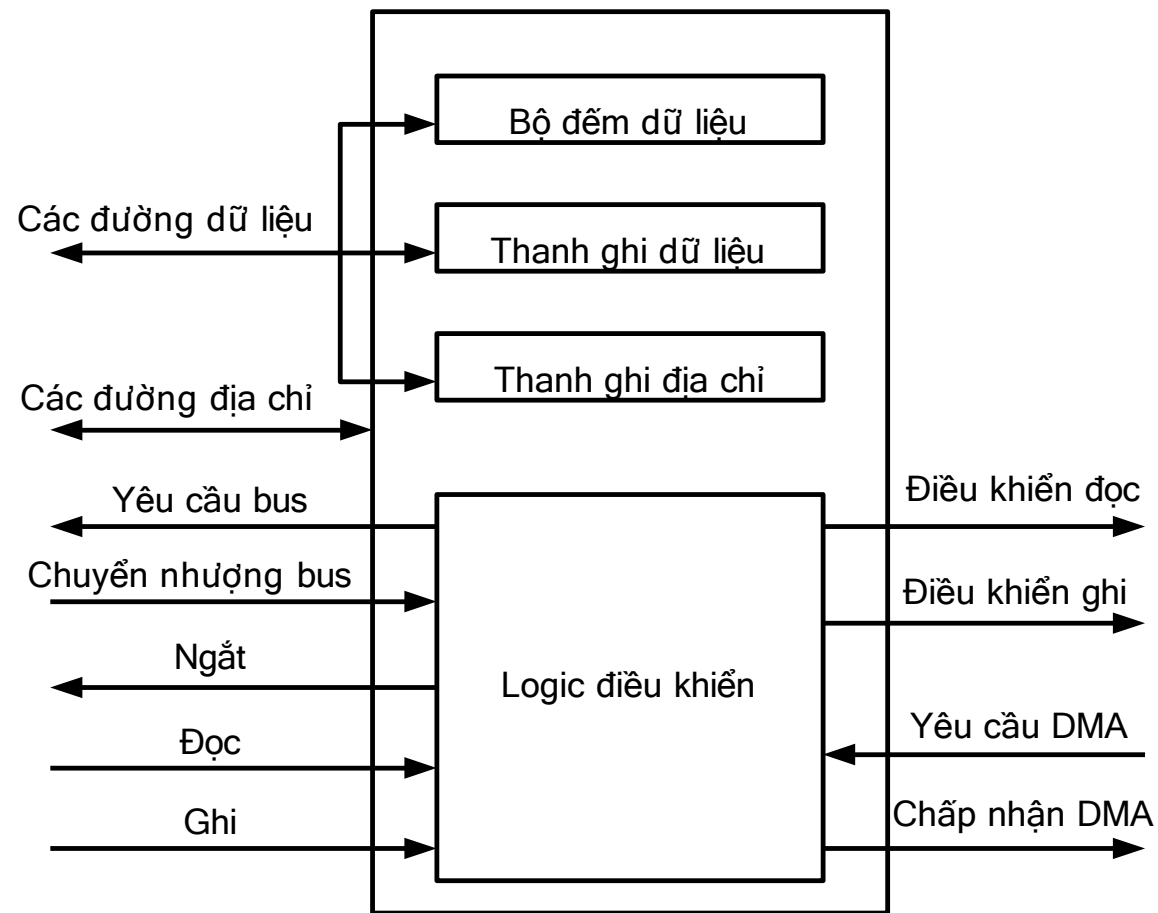 Bộ đếm dữ liệu
Các đường dữ liệu
Thanh ghi dữ liệu
Thanh ghi địa chỉ
Các đường địa chỉ
Yêu cầu bus
Điều khiển đọc
Chuyển nhượng bus
Điều khiển ghi
Ngắt
Logic điều khiển
Yêu cầu DMA
Đọc
Ghi
Chấp nhận DMA